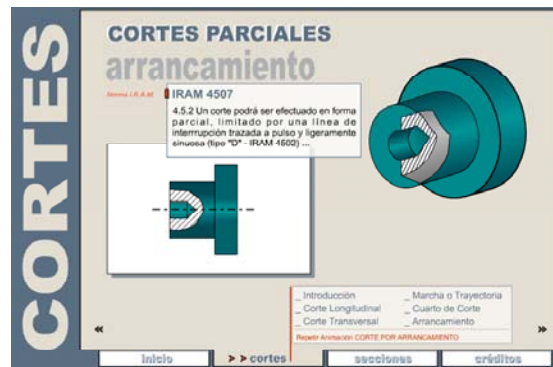 CORTES
CORTES PARCIALES
arrancamiento
Norma I.R.A.M.
IRAM 4507
4.5.2 Un corte podrá ser efectuado en forma
parcial, limitado por una línea de
interrrupción trazada a pulso y ligeramente
sinuosa (tipo "D" - IRAM 4502) ...
_ Introducción
_ Marcha o Trayectoria
_ Corte Longitudinal
_ Cuarto de Corte
_ Corte Transversal
_ Arrancamiento
Repetir Animación CORTE POR ARRANCAMIENTO
«
»
inicio
> > cortes
secciones
créditos